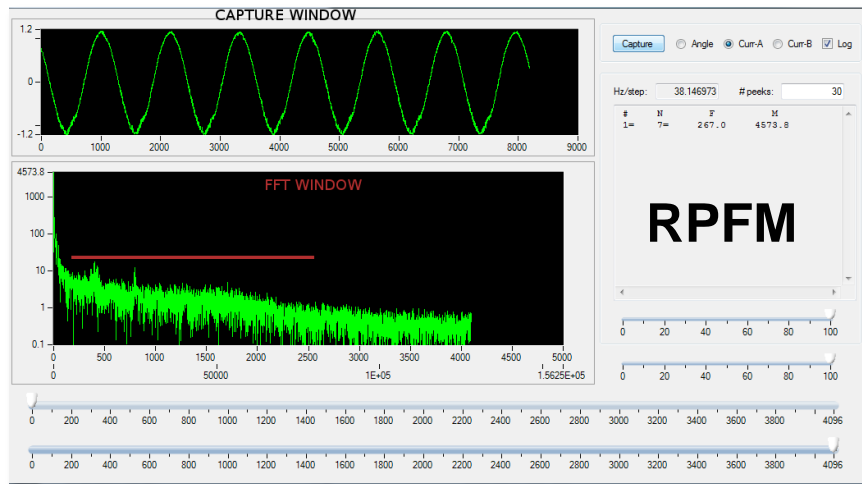 CAPTURE WINDOW
1.2
0
-1.2
0 1000 2000 3000 4000 5000 6000 7000 8000 9000
Capture Angle Curr-A Curr-B Log
Hz/step: 38.146973 # peeks: 30
# N F M
1= 7= 267.0 4573.8
RPFM
FFT WINDOW
4573.8
1000
100
10
1
0.1
0 500 1000 1500 2000 2500 3000 3500 4000 4500 5000
0 50000 1E+05 1.5625E+05
0 20 40 60 80 100
0 20 40 60 80 100
0 200 400 600 800 1000 1200 1400 1600 1800 2000 2200 2400 2600 2800 3000 3200 3400 3600 3800 4096
0 200 400 600 800 1000 1200 1400 1600 1800 2000 2200 2400 2600 2800 3000 3200 3400 3600 3800 4096